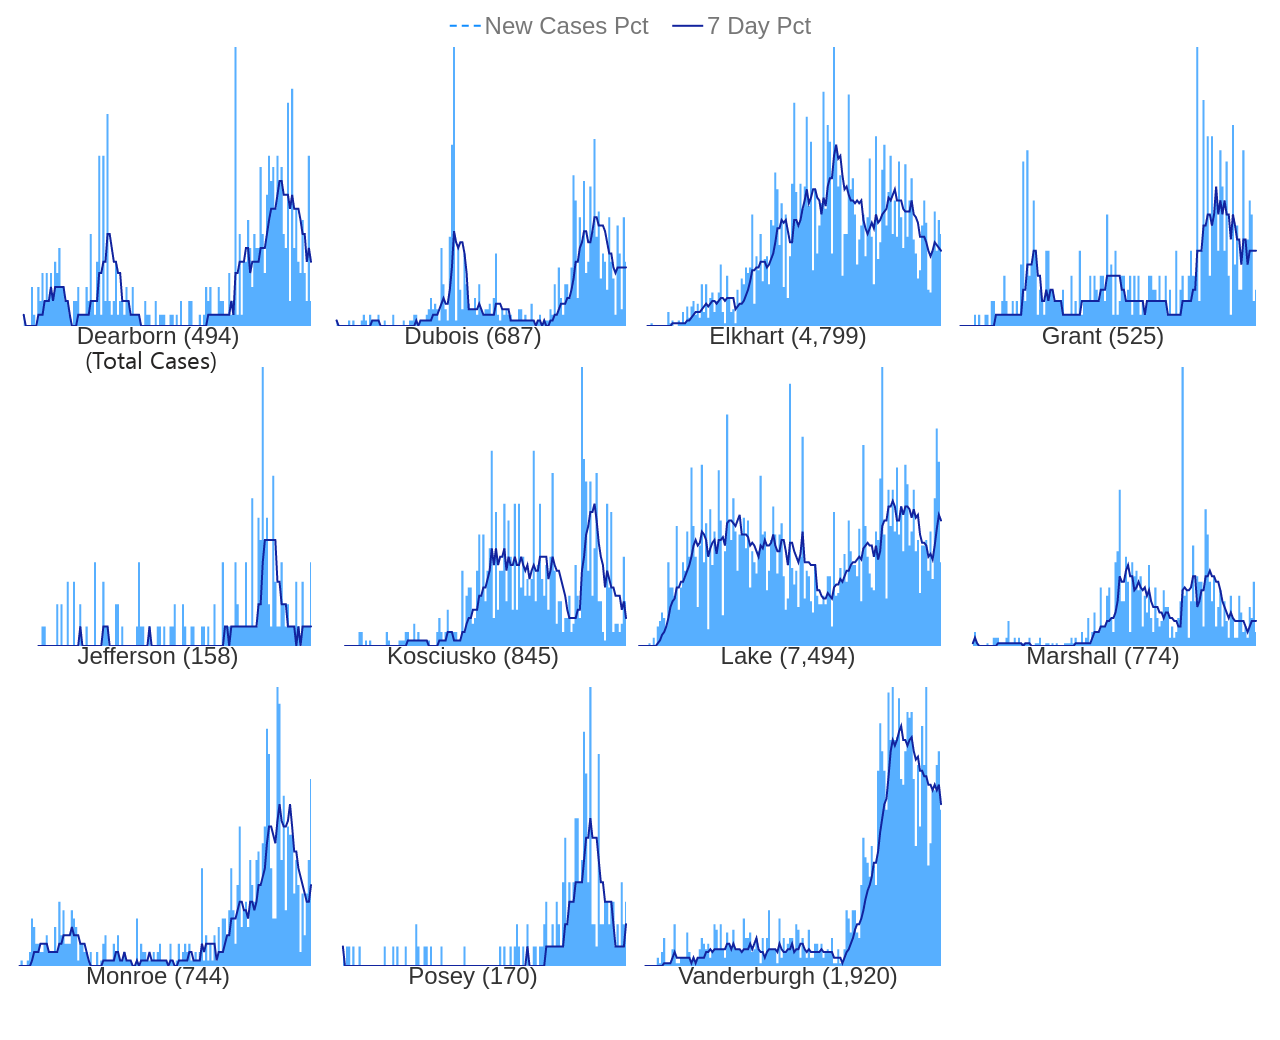 New Cases Pct 7 Day Pct
Dearborn (494) Dubois (687) Elkhart (4,799) Grant (525)
(Total Cases)
Jefferson (158) Kosciusko (845) Lake (7,494) Marshall (774)
Monroe (744) Posey (170) Vanderburgh (1,920)